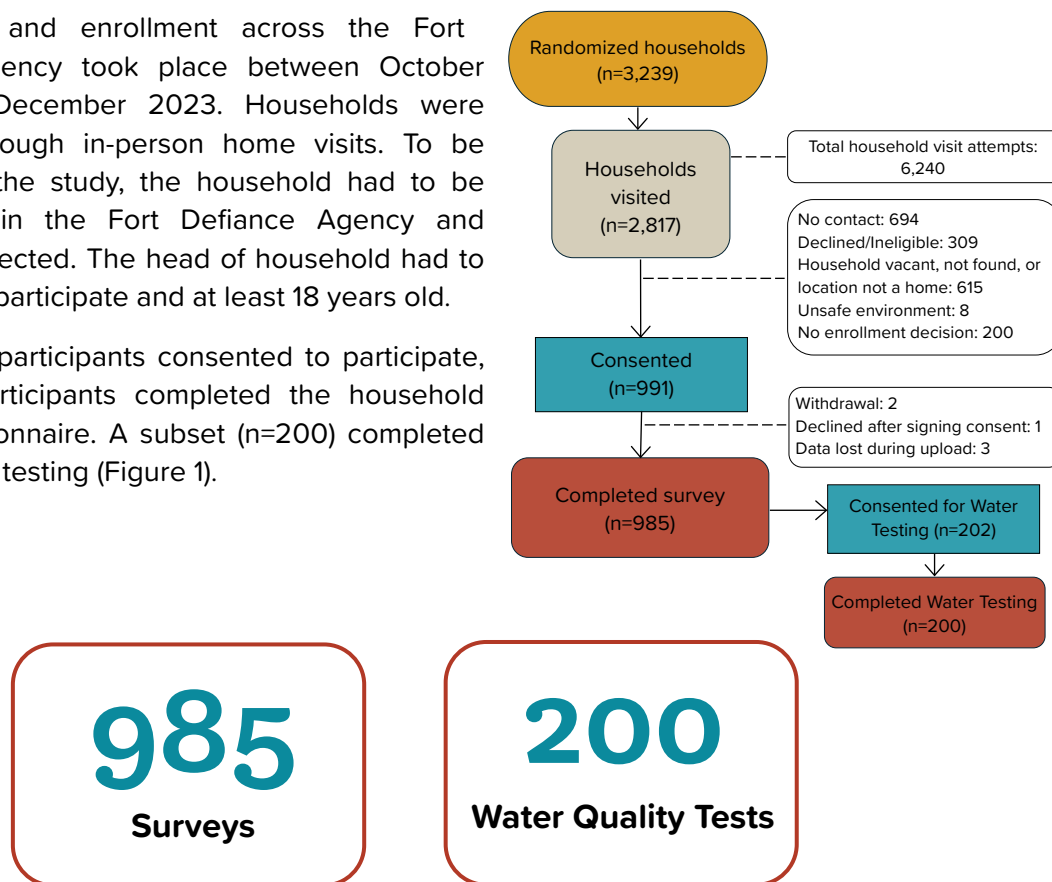 and enrollment across the Fort
ency took place between October
December 2023. Households were
ough in-person home visits. To be
the study, the household had to be
in the Fort Defiance Agency and
ected. The head of household had to
participate and at least 18 years old.
participants consented to participate,
rticipants completed the household
onnaire. A subset (n=200) completed
testing (Figure 1).
Randomized households
(n=3,239)
Households
visited
(n=2,817)
Total household visit attempts:
6,240
No contact: 694
Declined/Ineligible: 309
Household vacant, not found, or
location not a home: 615
Unsafe environment: 8
No enrollment decision: 200
Consented
(n=991)
Withdrawal: 2
Declined after signing consent: 1
Data lost during upload: 3
Completed survey
(n=985)
Consented for Water
Testing (n=202)
Completed Water Testing
(n=200)
985
Surveys
200
Water Quality Tests